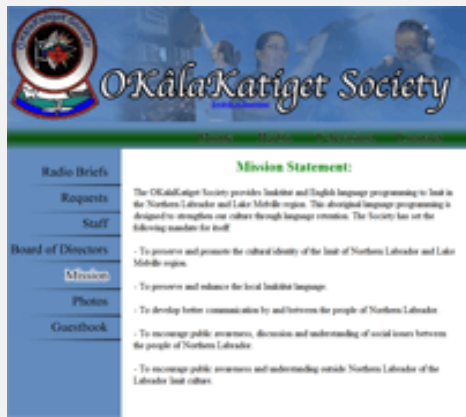 OKâlaKatiget Society
OKâlaKatiget Society
Radio Briefs
Requests
Staff
Board of Directors
Mission
Photos
Guestbook
Mission Statement:
The OKâlaKatiget Society provides Inuktitut and English language programming to Inuit in
the Northern Labrador and Lake Melville region. This aboriginal language programming is
designed to strengthen our culture through language retention. The Society has set the
following mandate for itself:
- To preserve and promote the cultural identity of the Inuit of Northern Labrador and Lake
Melville region.
- To preserve and enhance the local Inuktitut language.
- To develop better communication by and between the people of Northern Labrador.
- To encourage public awareness, discussion and understanding of social issues between
the people of Northern Labrador.
- To encourage public awareness and understanding outside Northern Labrador of the
Labrador Inuit culture.